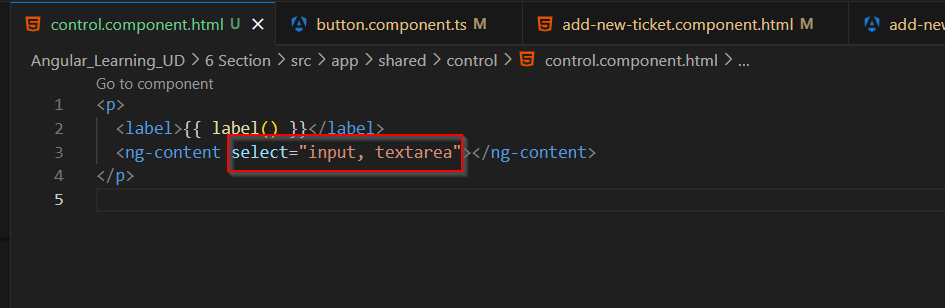 control.component.html U button.component.ts M add-new-ticket.component.html M add-nev
Angular_Learning_UD > 6 Section > src > app > shared > control > control.component.html > ...
Go to component
1 <p>
2 <label>{{ label() }}</label>
3 <ng-content select="input, textarea"></ng-content>
4 </p>
5